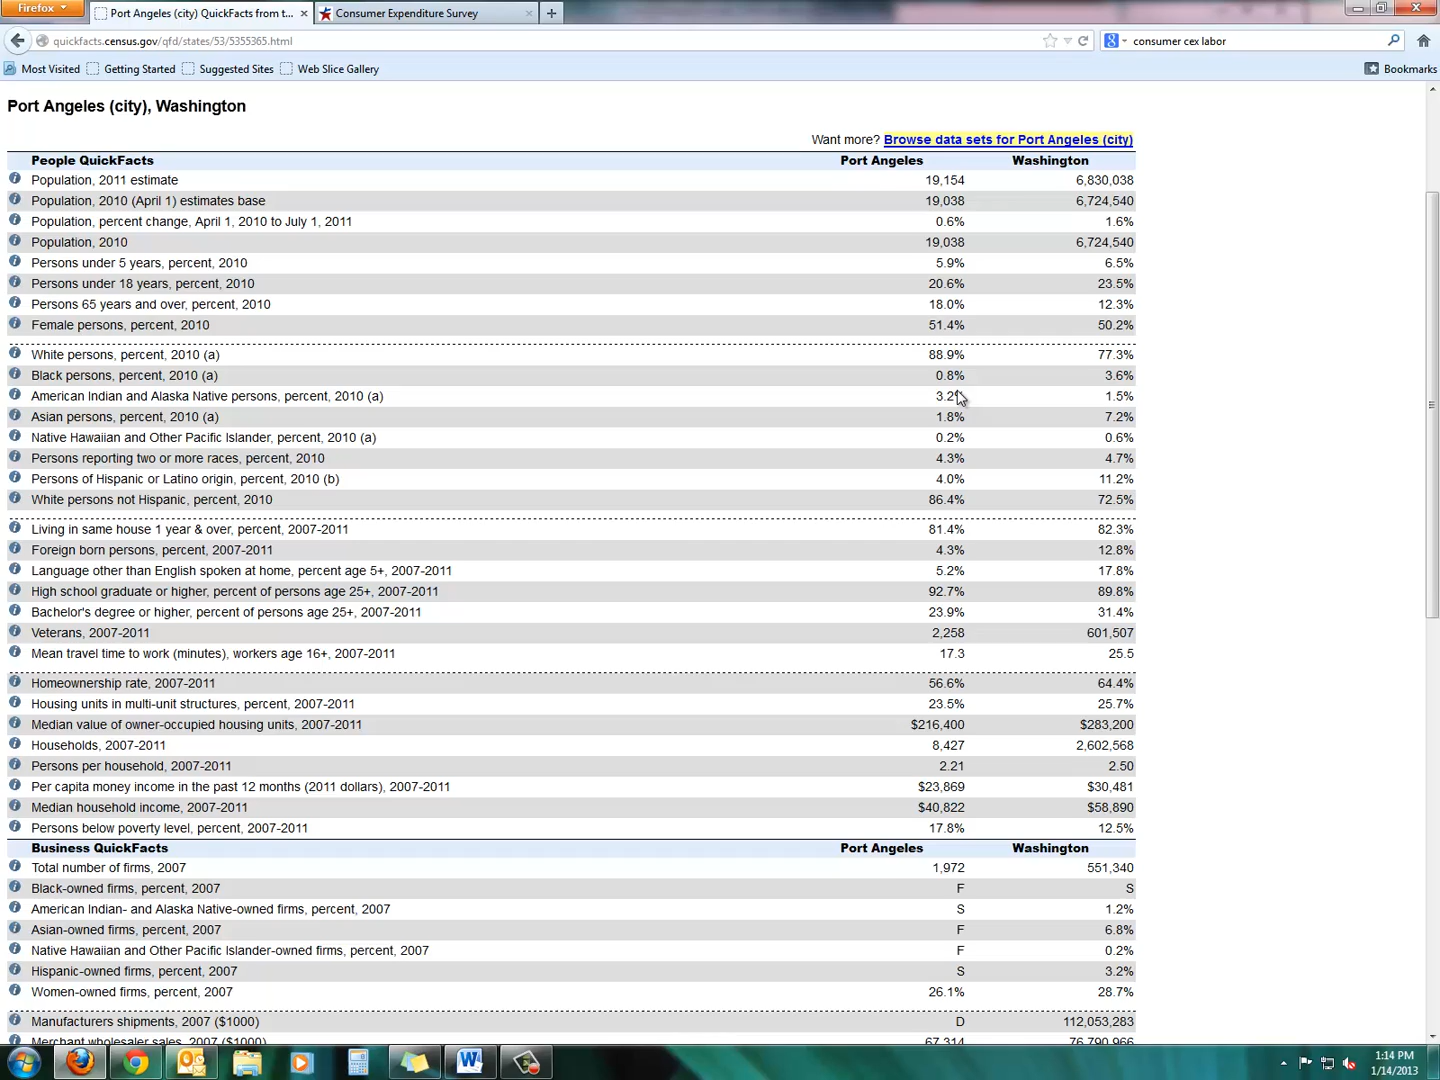 Firefox
Port Angeles (city) QuickFacts from t...
Consumer Expenditure Survey
quickfacts.census.gov/qfd/states/53/5355365.html
consumer cex labor
Most Visited Getting Started Suggested Sites Web Slice Gallery Bookmarks
Port Angeles (city), Washington
Want more? Browse data sets for Port Angeles (city)
People QuickFacts Port Angeles Washington
Population, 2011 estimate 19,154 6,830,038
Population, 2010 (April 1) estimates base 19,038 6,724,540
Population, percent change, April 1, 2010 to July 1, 2011 0.6% 1.6%
Population, 2010 19,038 6,724,540
Persons under 5 years, percent, 2010 5.9% 6.5%
Persons under 18 years, percent, 2010 20.6% 23.5%
Persons 65 years and over, percent, 2010 18.0% 12.3%
Female persons, percent, 2010 51.4% 50.2%
White persons, percent, 2010 (a) 88.9% 77.3%
Black persons, percent, 2010 (a) 0.8% 3.6%
American Indian and Alaska Native persons, percent, 2010 (a) 3.2% 1.5%
Asian persons, percent, 2010 (a) 1.8% 7.2%
Native Hawaiian and Other Pacific Islander, percent, 2010 (a) 0.2% 0.6%
Persons reporting two or more races, percent, 2010 4.3% 4.7%
Persons of Hispanic or Latino origin, percent, 2010 (b) 4.0% 11.2%
White persons not Hispanic, percent, 2010 86.4% 72.5%
Living in same house 1 year & over, percent, 2007-2011 81.4% 82.3%
Foreign born persons, percent, 2007-2011 4.3% 12.8%
Language other than English spoken at home, percent age 5+, 2007-2011 5.2% 17.8%
High school graduate or higher, percent of persons age 25+, 2007-2011 92.7% 89.8%
Bachelor's degree or higher, percent of persons age 25+, 2007-2011 23.9% 31.4%
Veterans, 2007-2011 2,258 601,507
Mean travel time to work (minutes), workers age 16+, 2007-2011 17.3 25.5
Homeownership rate, 2007-2011 56.6% 64.4%
Housing units in multi-unit structures, percent, 2007-2011 23.5% 25.7%
Median value of owner-occupied housing units, 2007-2011 $216,400 $283,200
Households, 2007-2011 8,427 2,602,568
Persons per household, 2007-2011 2.21 2.50
Per capita money income in the past 12 months (2011 dollars), 2007-2011 $23,869 $30,481
Median household income, 2007-2011 $40,822 $58,890
Persons below poverty level, percent, 2007-2011 17.8% 12.5%
Business QuickFacts Port Angeles Washington
Total number of firms, 2007 1,972 551,340
Black-owned firms, percent, 2007 F S
American Indian- and Alaska Native-owned firms, percent, 2007 S 1.2%
Asian-owned firms, percent, 2007 F 6.8%
Native Hawaiian and Other Pacific Islander-owned firms, percent, 2007 F 0.2%
Hispanic-owned firms, percent, 2007 S 3.2%
Women-owned firms, percent, 2007 26.1% 28.7%
Manufacturers shipments, 2007 ($1000) D 112,053,283
Merchant wholesaler sales, 2007 ($1000) 67,314 76,790,966
1:14 PM
1/14/2013